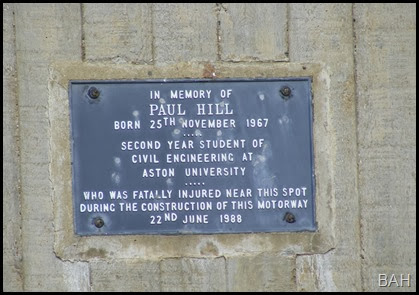 IN MEMORY OF
PAUL HILL
BORN 25TH NOVEMBER 1967
.....
SECOND YEAR STUDENT OF
CIVIL ENGINEERING AT
ASTON UNIVERSITY
.....
WHO WAS FATALLY INJURED NEAR THIS SPOT
DURING THE CONSTRUCTION OF THIS MOTORWAY
22ND JUNE 1988
BAH